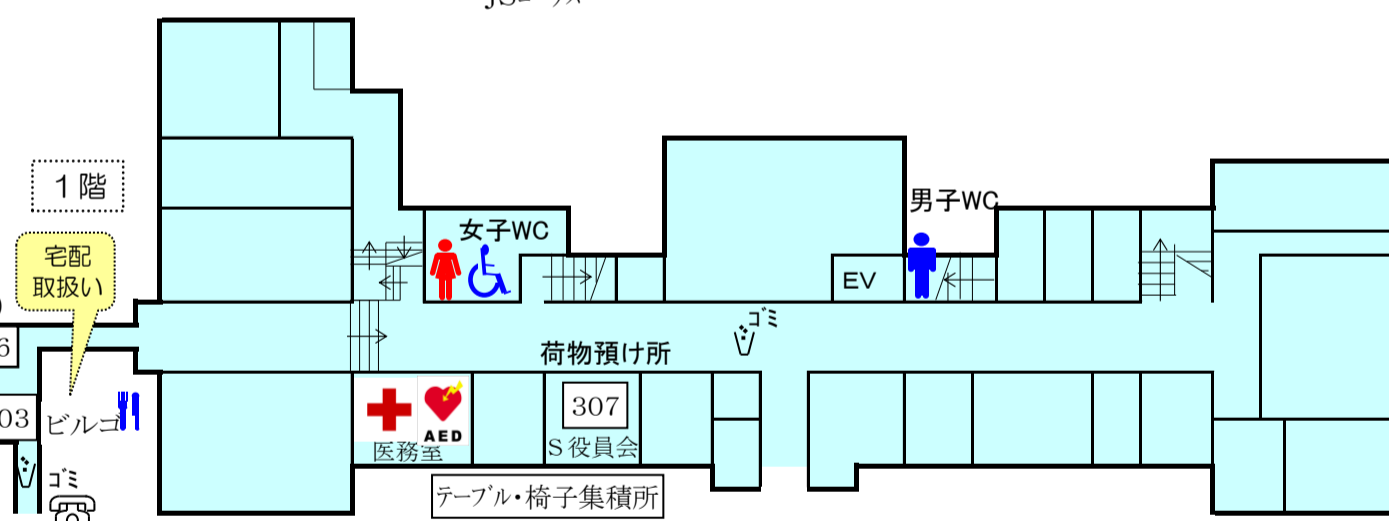 1階
宅配
取扱い
女子WC
男子WC
EV
ゴミ
荷物預け所
307
S役員会
AED
医務室
03
ビルゴ
ゴミ
テーブル・椅子集積所